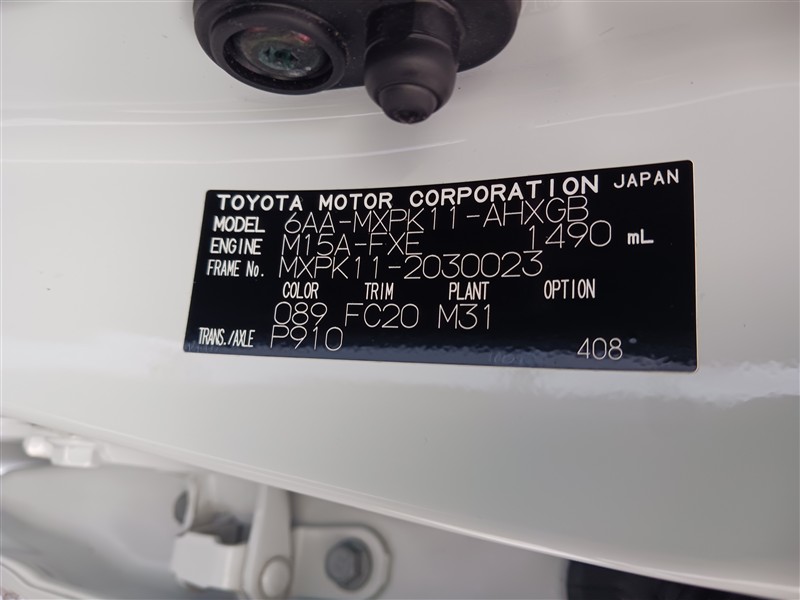 TOYOTA MOTOR CORPORATION JAPAN
MODEL 6AA-MXPK11-AHXGB
ENGINE M15A-FXE 1490 mL
FRAME No. MXPK11-2030023
COLOR TRIM PLANT OPTION
089 FC20 M31
TRANS./AXLE P910 408